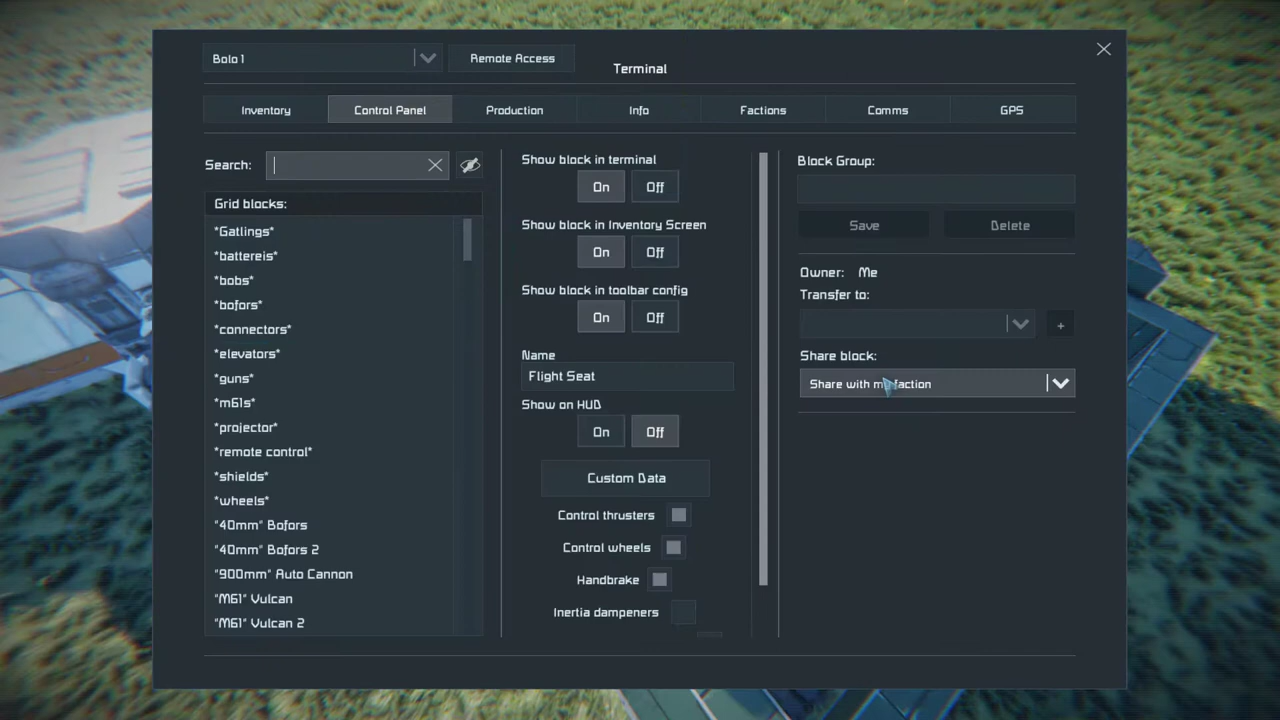 Bolo 1
Remote Access
Terminal
Inventory
Control Panel
Production
Info
Factions
Comms
GPS
Search:
Grid blocks:
*Gatlings*
*battereis*
*bobs*
*bofors*
*connectors*
*elevators*
*guns*
*m61s*
*projector*
*remote control*
*shields*
*wheels*
"40mm" Bofors
"40mm" Bofors 2
"900mm" Auto Cannon
"M61" Vulcan
"M61" Vulcan 2
Show block in terminal
On Off
Show block in Inventory Screen
On Off
Show block in toolbar config
On Off
Name
Flight Seat
Show on HUD
On Off
Custom Data
Control thrusters
Control wheels
Handbrake
Inertia dampeners
Block Group:
Save Delete
Owner: Me
Transfer to:
+
Share block:
Share with my faction